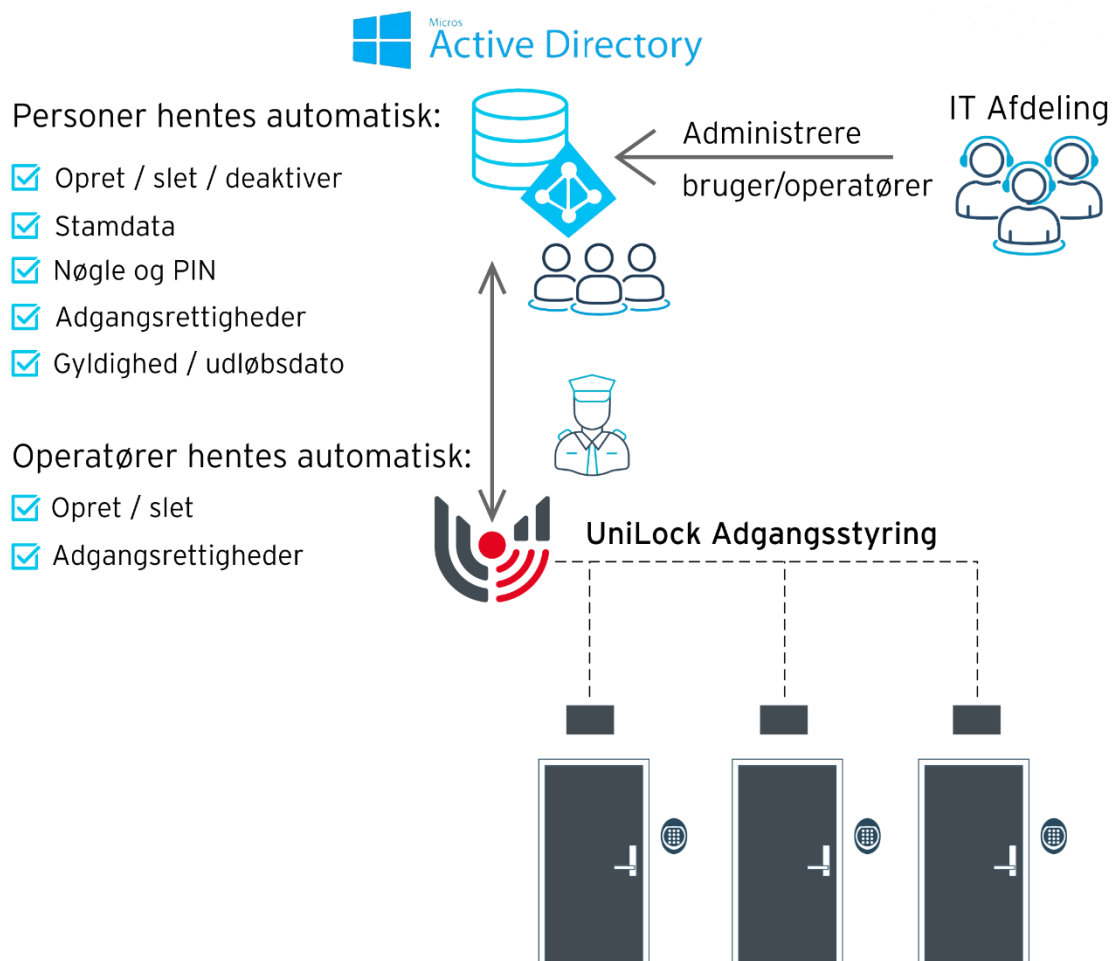 Micros
Active Directory
Personer hentes automatisk:
Opret / slet / deaktiver
Stamdata
Nøgle og PIN
Adgangsrettigheder
Gyldighed / udløbsdato
Administrere
bruger/operatører
IT Afdeling
Operatører hentes automatisk:
Opret / slet
Adgangsrettigheder
UniLock Adgangsstyring